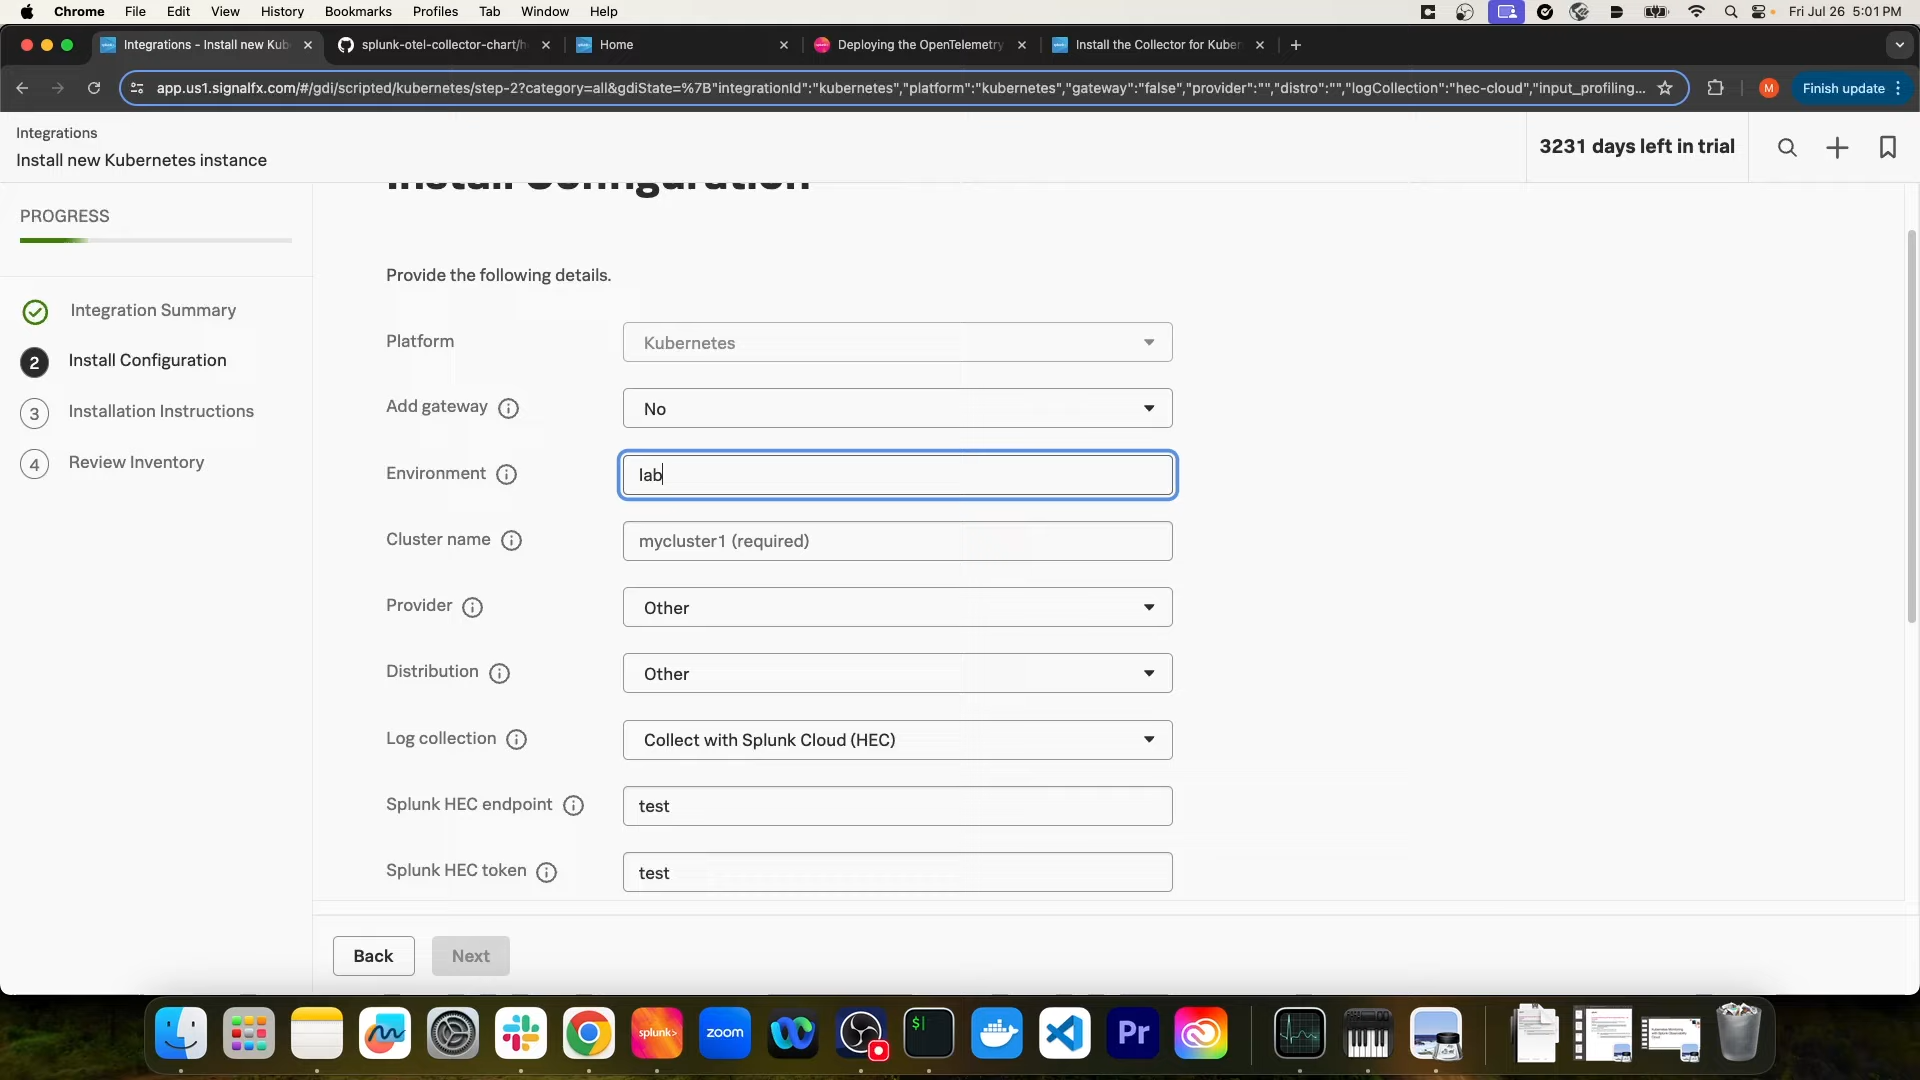 Chrome File Edit View History Bookmarks Profiles Tab Window Help Fri Jul 26 5:01 PM
Integrations - Install new Kub splunk-otel-collector-chart/h Home Deploying the OpenTelemetry Install the Collector for Kuber
app.us1.signalfx.com/#/gdi/scripted/kubernetes/step-2?category=all&gdiState=%7B"integrationId":"kubernetes","platform":"kubernetes","gateway":"false","provider":"","distro":"","logCollection":"hec-cloud","input_profiling... M Finish update
Integrations
Install new Kubernetes instance
3231 days left in trial
PROGRESS
Integration Summary
2 Install Configuration
3 Installation Instructions
4 Review Inventory
Install Configuration
Provide the following details.
Platform Kubernetes
Add gateway No
Environment lab
Cluster name mycluster1 (required)
Provider Other
Distribution Other
Log collection Collect with Splunk Cloud (HEC)
Splunk HEC endpoint test
Splunk HEC token test
Back Next
splunk> zoom $ Pr